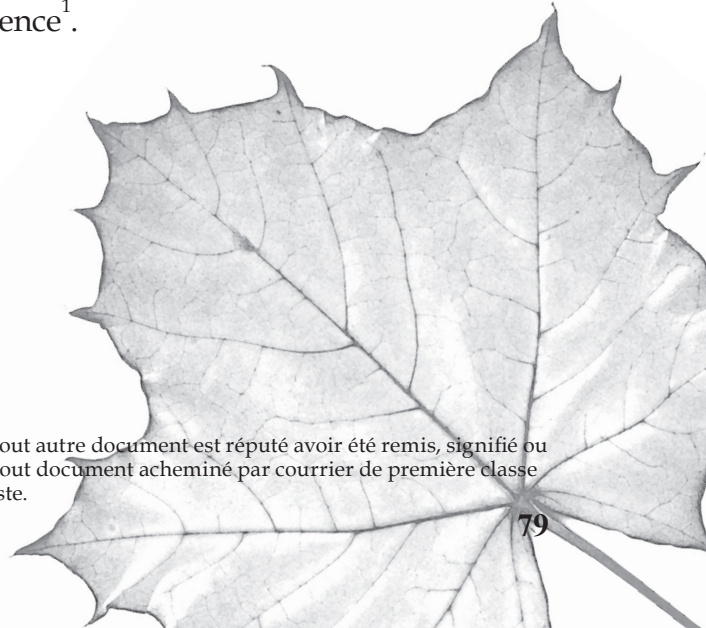 ence¹.
out autre document est réputé avoir été remis, signifié ou
out document acheminé par courrier de première classe
ste.
79